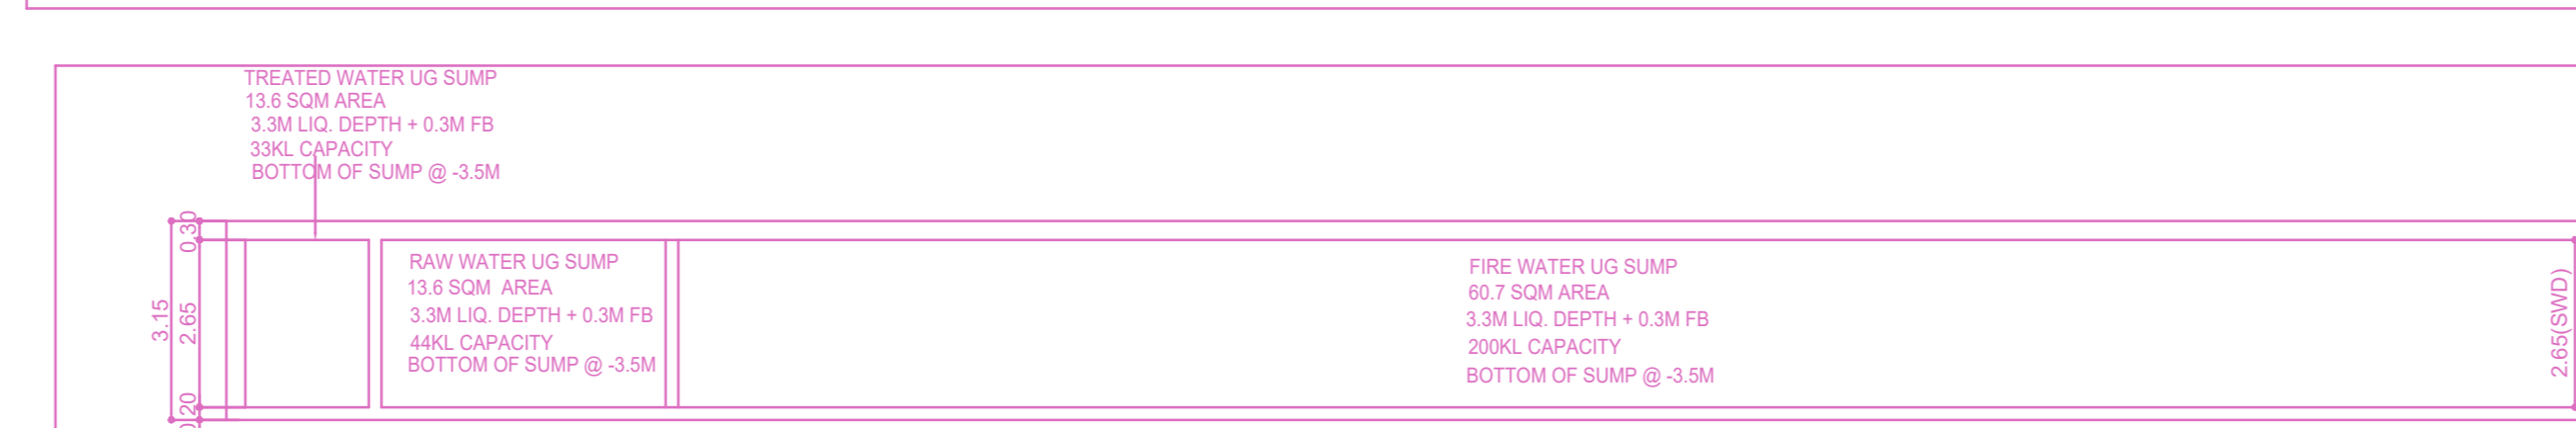 TREATED WATER UG SUMP
13.6 SQM AREA
3.3M LIQ. DEPTH + 0.3M FB
33KL CAPACITY
BOTTOM OF SUMP @ -3.5M
0.30
3.15
2.65
RAW WATER UG SUMP
13.6 SQM AREA
3.3M LIQ. DEPTH + 0.3M FB
44KL CAPACITY
BOTTOM OF SUMP @ -3.5M
FIRE WATER UG SUMP
60.7 SQM AREA
3.3M LIQ. DEPTH + 0.3M FB
200KL CAPACITY
BOTTOM OF SUMP @ -3.5M
2.65(SWD)